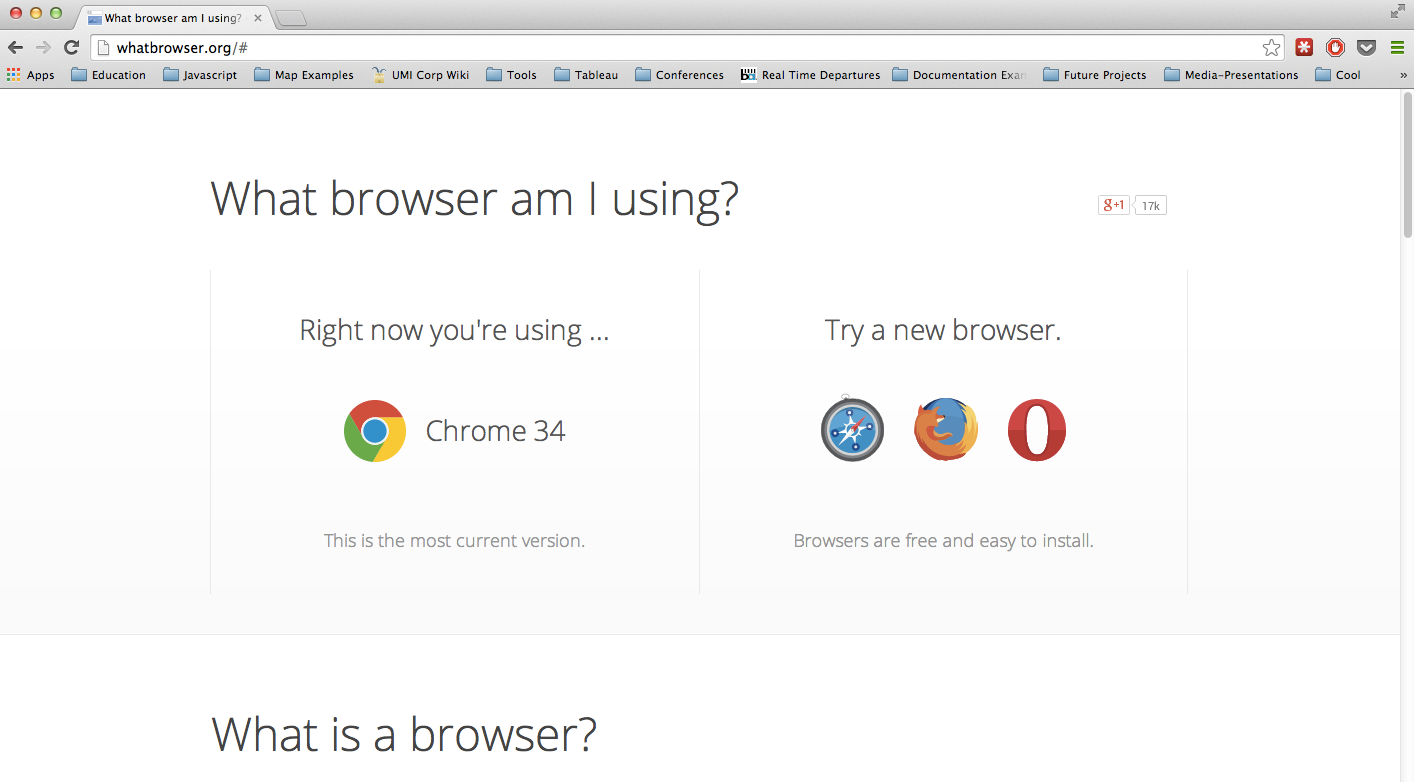 What browser am I using?
whatbrowser.org/#
Apps Education Javascript Map Examples UMI Corp Wiki Tools Tableau Conferences Real Time Departures Documentation Exa Future Projects Media-Presentations Cool »
What browser am I using?
g+1 17k
Right now you're using ...
Chrome 34
This is the most current version.
Try a new browser.
Browsers are free and easy to install.
What is a browser?